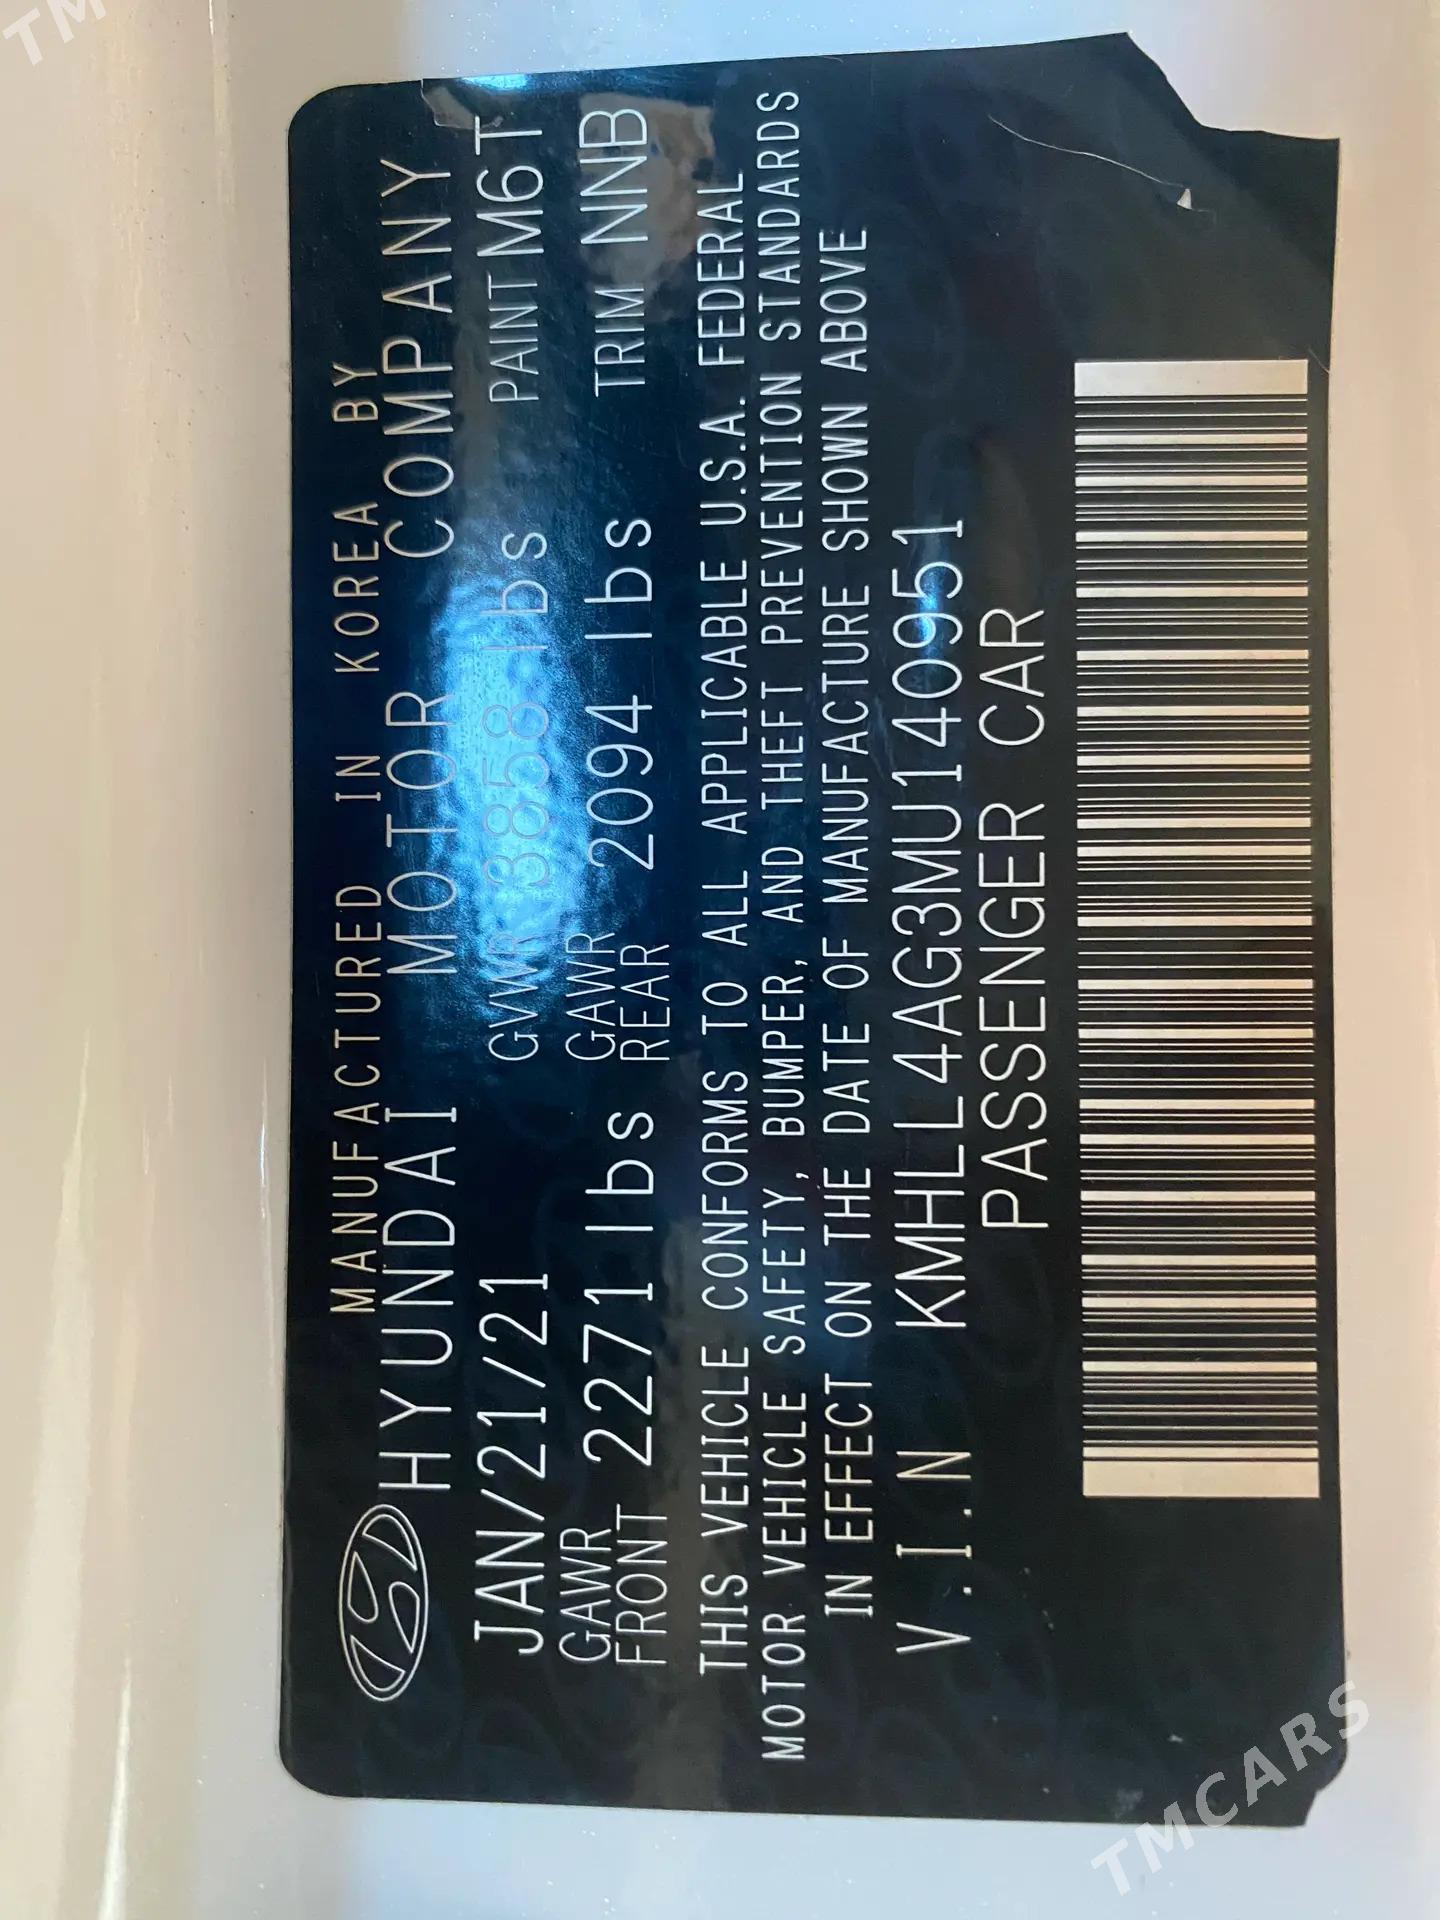 MANUFACTURED IN KOREA BY
HYUNDAI MOTOR COMPANY
JAN/21/21 GVWR 3858 lbs PAINT M6T
GAWR FRONT 2271 lbs GAWR REAR 2094 lbs TRIM NNB
THIS VEHICLE CONFORMS TO ALL APPLICABLE U.S.A. FEDERAL
MOTOR VEHICLE SAFETY, BUMPER, AND THEFT PREVENTION STANDARDS
IN EFFECT ON THE DATE OF MANUFACTURE SHOWN ABOVE
V.I.N KMHLL4AG3MU140951
PASSENGER CAR
TMCARS
TM